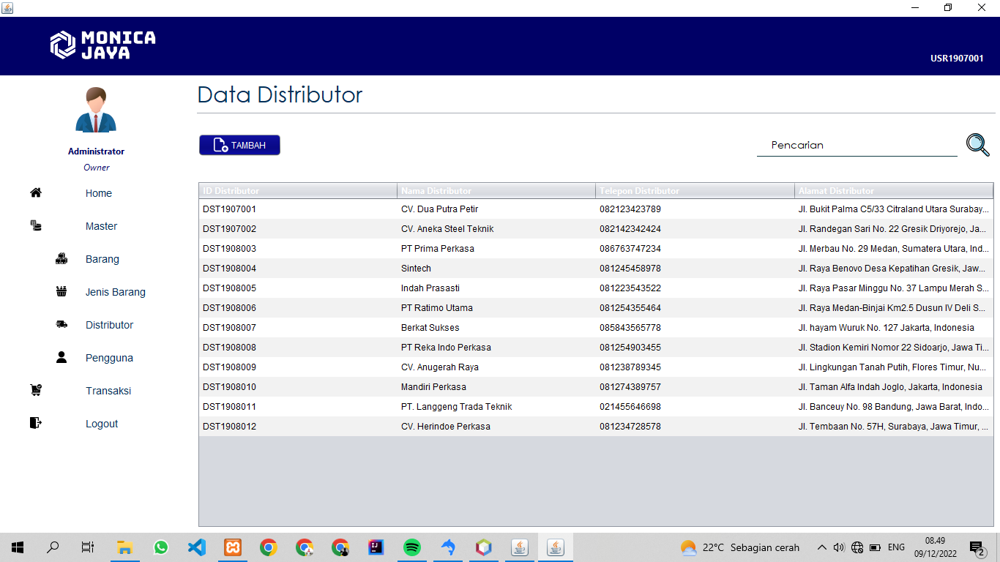 MONICA
JAYA
USR1907001
Administrator
Owner
Home
Master
Barang
Jenis Barang
Distributor
Pengguna
Transaksi
Logout
Data Distributor
TAMBAH
Pencarian
ID Distributor Nama Distributor Telepon Distributor Alamat Distributor
DST1907001 CV. Dua Putra Petir 082123423789 Jl. Bukit Palma C5/33 Citraland Utara Surabay...
DST1907002 CV. Aneka Steel Teknik 082142342424 Jl. Randegan Sari No. 22 Gresik Driyorejo, Ja...
DST1908003 PT Prima Perkasa 086763747234 Jl. Merbau No. 29 Medan, Sumatera Utara, Ind...
DST1908004 Sintech 081245458978 Jl. Raya Benovo Desa Kepatihan Gresik, Jaw...
DST1908005 Indah Prasasti 081223543522 Jl. Raya Pasar Minggu No. 37 Lampu Merah S...
DST1908006 PT Ratimo Utama 081254355464 Jl. Raya Medan-Binjai Km2.5 Dusun IV Deli S...
DST1908007 Berkat Sukses 085843565778 Jl. hayam Wuruk No. 127 Jakarta, Indonesia
DST1908008 PT Reka Indo Perkasa 081254903455 Jl. Stadion Kemiri Nomor 22 Sidoarjo, Jawa Ti...
DST1908009 CV. Anugerah Raya 081238789345 Jl. Lingkungan Tanah Putih, Flores Timur, Nu...
DST1908010 Mandiri Perkasa 081274389757 Jl. Taman Alfa Indah Joglo, Jakarta, Indonesia
DST1908011 PT. Langgeng Trada Teknik 021455646698 Jl. Banceuy No. 98 Bandung, Jawa Barat, Indo...
DST1908012 CV. Herindoe Perkasa 081234728578 Jl. Tembaan No. 57H, Surabaya, Jawa Timur, ...
22°C Sebagian cerah
ENG
08.49
09/12/2022
2